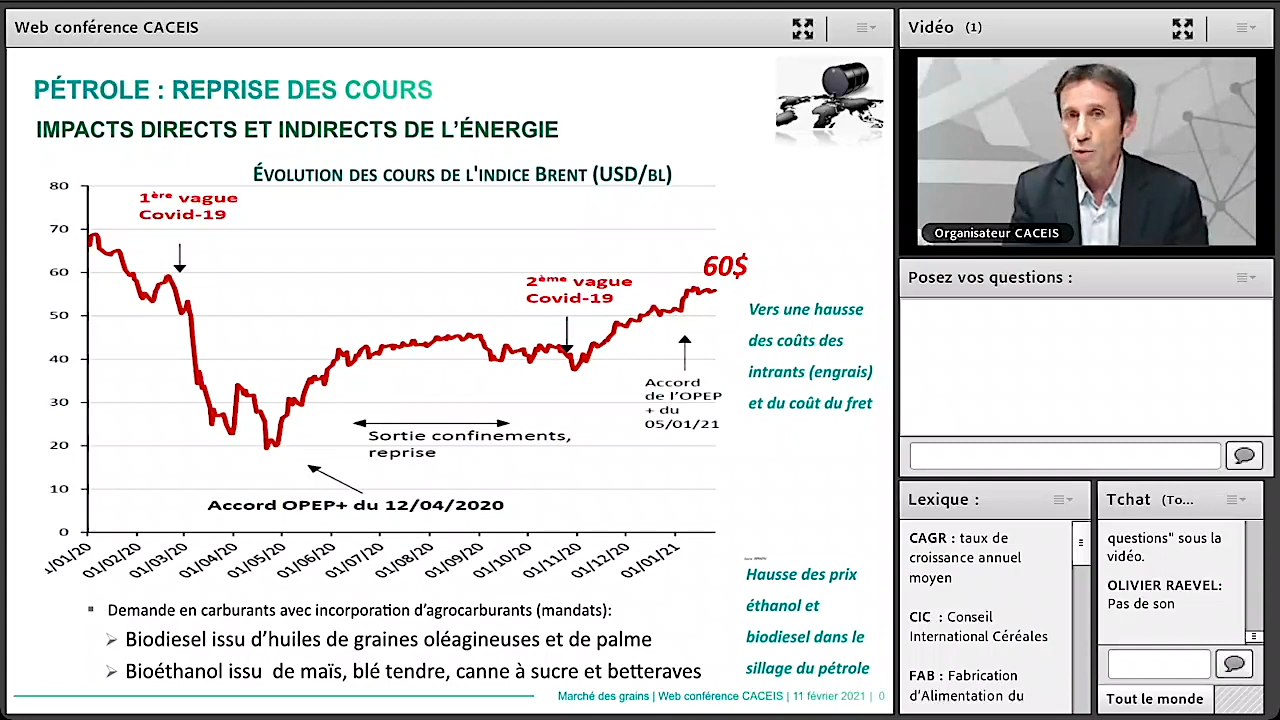 Web conférence CACEIS
PÉTROLE : REPRISE DES COURS
IMPACTS DIRECTS ET INDIRECTS DE L'ÉNERGIE
ÉVOLUTION DES COURS DE L'INDICE BRENT (USD/BL)
80
70
60
50
40
30
20
10
0
1ère vague
Covid-19
2ème vague
Covid-19
60$
Accord
de l'OPEP
+ du
05/01/21
Sortie confinements,
reprise
Accord OPEP+ du 12/04/2020
01/02/20
01/03/20
01/04/20
01/05/20
01/06/20
01/07/20
01/08/20
01/09/20
01/10/20
01/11/20
01/12/20
01/01/21
Vers une hausse
des coûts des
intrants (engrais)
et du coût du fret
Hausse des prix
éthanol et
biodiesel dans le
sillage du pétrole
▪ Demande en carburants avec incorporation d'agrocarburants (mandats):
➢ Biodiesel issu d'huiles de graines oléagineuses et de palme
➢ Bioéthanol issu de maïs, blé tendre, canne à sucre et betteraves
Marché des grains | Web conférence CACEIS | 11 février 2021 | 0
Vidéo (1)
Organisateur CACEIS
Posez vos questions :
Lexique :
CAGR : taux de
croissance annuel
moyen
CIC : Conseil
International Céréales
FAB : Fabrication
d'Alimentation du
Tchat (To...
questions" sous la
vidéo.
OLIVIER RAEVEL:
Pas de son
Tout le monde